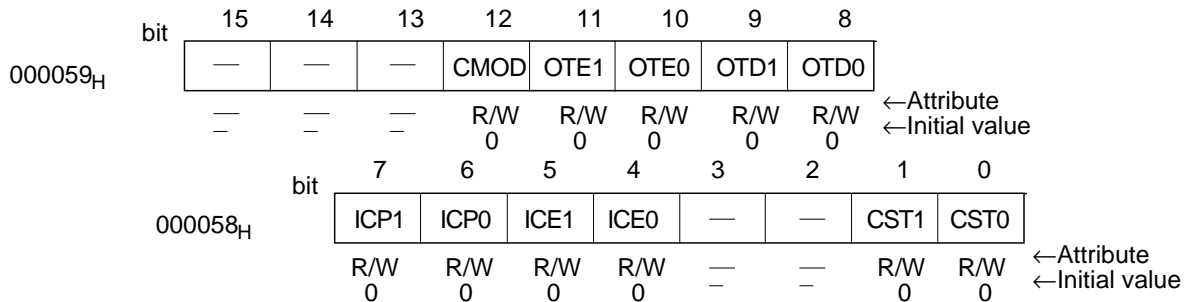 bit 15 14 13 12 11 10 9 8
000059H — — — CMOD OTE1 OTE0 OTD1 OTD0
— — — R/W R/W R/W R/W R/W ←Attribute
– – – 0 0 0 0 0 ←Initial value
bit 7 6 5 4 3 2 1 0
000058H ICP1 ICP0 ICE1 ICE0 — — CST1 CST0
R/W R/W R/W R/W — — R/W R/W ←Attribute
0 0 0 0 – – 0 0 ←Initial value